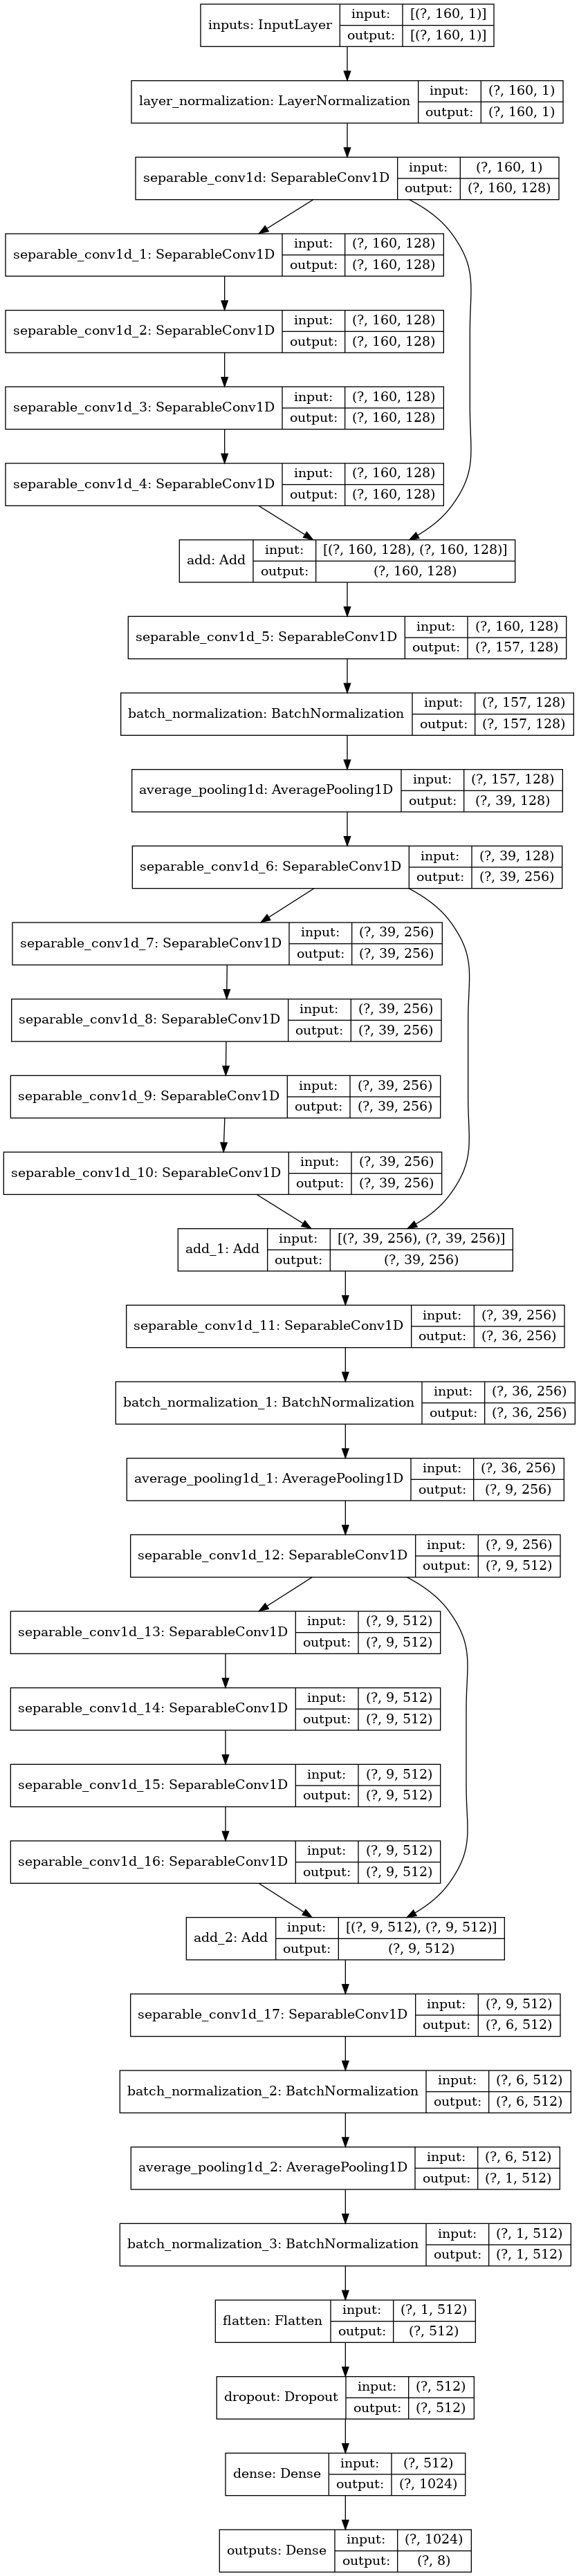 inputs: InputLayer input: [(?, 160, 1)]
output: [(?, 160, 1)]
layer_normalization: LayerNormalization input: (?, 160, 1)
output: (?, 160, 1)
separable_conv1d: SeparableConv1D input: (?, 160, 1)
output: (?, 160, 128)
separable_conv1d_1: SeparableConv1D input: (?, 160, 128)
output: (?, 160, 128)
separable_conv1d_2: SeparableConv1D input: (?, 160, 128)
output: (?, 160, 128)
separable_conv1d_3: SeparableConv1D input: (?, 160, 128)
output: (?, 160, 128)
separable_conv1d_4: SeparableConv1D input: (?, 160, 128)
output: (?, 160, 128)
add: Add input: [(?, 160, 128), (?, 160, 128)]
output: (?, 160, 128)
separable_conv1d_5: SeparableConv1D input: (?, 160, 128)
output: (?, 157, 128)
batch_normalization: BatchNormalization input: (?, 157, 128)
output: (?, 157, 128)
average_pooling1d: AveragePooling1D input: (?, 157, 128)
output: (?, 39, 128)
separable_conv1d_6: SeparableConv1D input: (?, 39, 128)
output: (?, 39, 256)
separable_conv1d_7: SeparableConv1D input: (?, 39, 256)
output: (?, 39, 256)
separable_conv1d_8: SeparableConv1D input: (?, 39, 256)
output: (?, 39, 256)
separable_conv1d_9: SeparableConv1D input: (?, 39, 256)
output: (?, 39, 256)
separable_conv1d_10: SeparableConv1D input: (?, 39, 256)
output: (?, 39, 256)
add_1: Add input: [(?, 39, 256), (?, 39, 256)]
output: (?, 39, 256)
separable_conv1d_11: SeparableConv1D input: (?, 39, 256)
output: (?, 36, 256)
batch_normalization_1: BatchNormalization input: (?, 36, 256)
output: (?, 36, 256)
average_pooling1d_1: AveragePooling1D input: (?, 36, 256)
output: (?, 9, 256)
separable_conv1d_12: SeparableConv1D input: (?, 9, 256)
output: (?, 9, 512)
separable_conv1d_13: SeparableConv1D input: (?, 9, 512)
output: (?, 9, 512)
separable_conv1d_14: SeparableConv1D input: (?, 9, 512)
output: (?, 9, 512)
separable_conv1d_15: SeparableConv1D input: (?, 9, 512)
output: (?, 9, 512)
separable_conv1d_16: SeparableConv1D input: (?, 9, 512)
output: (?, 9, 512)
add_2: Add input: [(?, 9, 512), (?, 9, 512)]
output: (?, 9, 512)
separable_conv1d_17: SeparableConv1D input: (?, 9, 512)
output: (?, 6, 512)
batch_normalization_2: BatchNormalization input: (?, 6, 512)
output: (?, 6, 512)
average_pooling1d_2: AveragePooling1D input: (?, 6, 512)
output: (?, 1, 512)
batch_normalization_3: BatchNormalization input: (?, 1, 512)
output: (?, 1, 512)
flatten: Flatten input: (?, 1, 512)
output: (?, 512)
dropout: Dropout input: (?, 512)
output: (?, 512)
dense: Dense input: (?, 512)
output: (?, 1024)
outputs: Dense input: (?, 1024)
output: (?, 8)